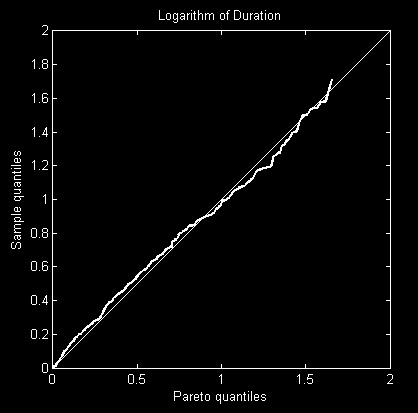 Logarithm of Duration
2
1.8
1.6
1.4
1.2
1
0.8
0.6
0.4
0.2
0
Sample quantiles
0 0.5 1 1.5 2
Pareto quantiles